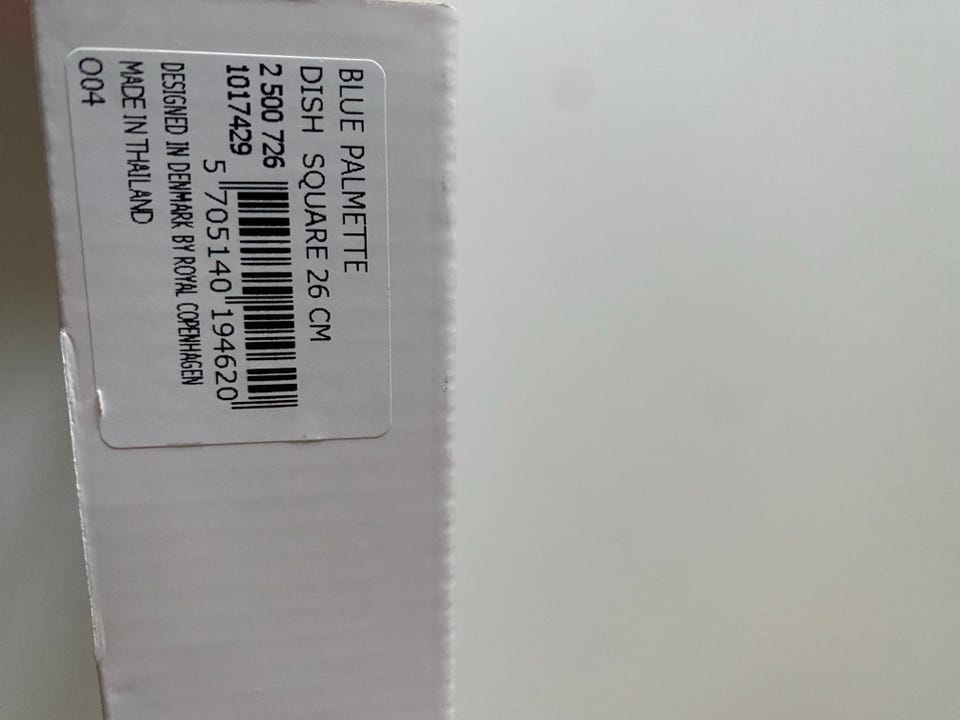 BLUE PALMETTE
DISH SQUARE 26 CM
2 500 726
1017429
5 705140 194620
DESIGNED IN DENMARK BY ROYAL COPENHAGEN
MADE IN THAILAND
004